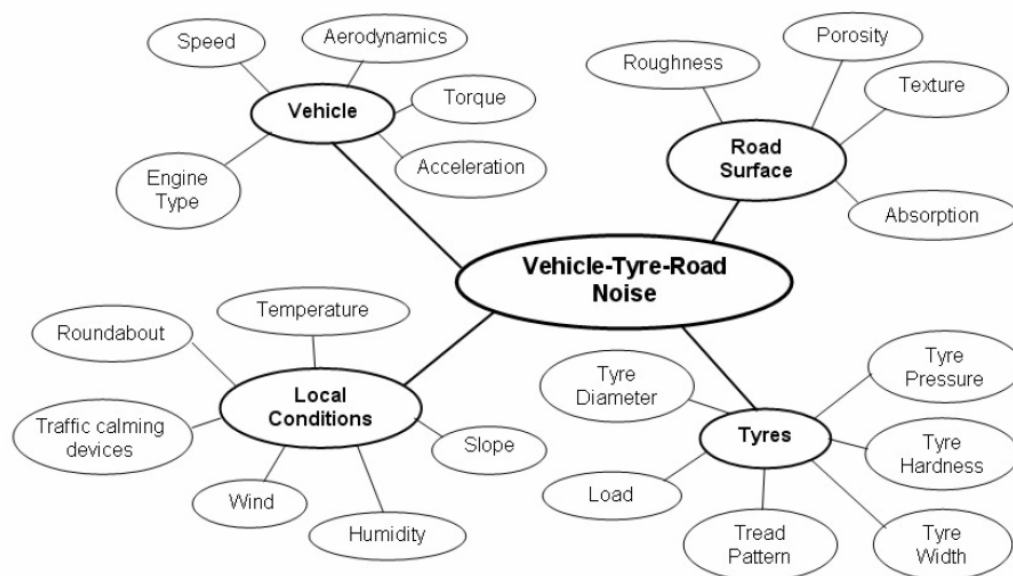 Speed
Aerodynamics
Vehicle
Torque
Engine
Type
Acceleration
Roughness
Porosity
Texture
Road
Surface
Absorption
Vehicle-Tyre-Road
Noise
Temperature
Roundabout
Local
Conditions
Traffic calming
devices
Slope
Wind
Humidity
Tyre
Diameter
Tyre
Pressure
Tyres
Tyre
Hardness
Load
Tread
Pattern
Tyre
Width